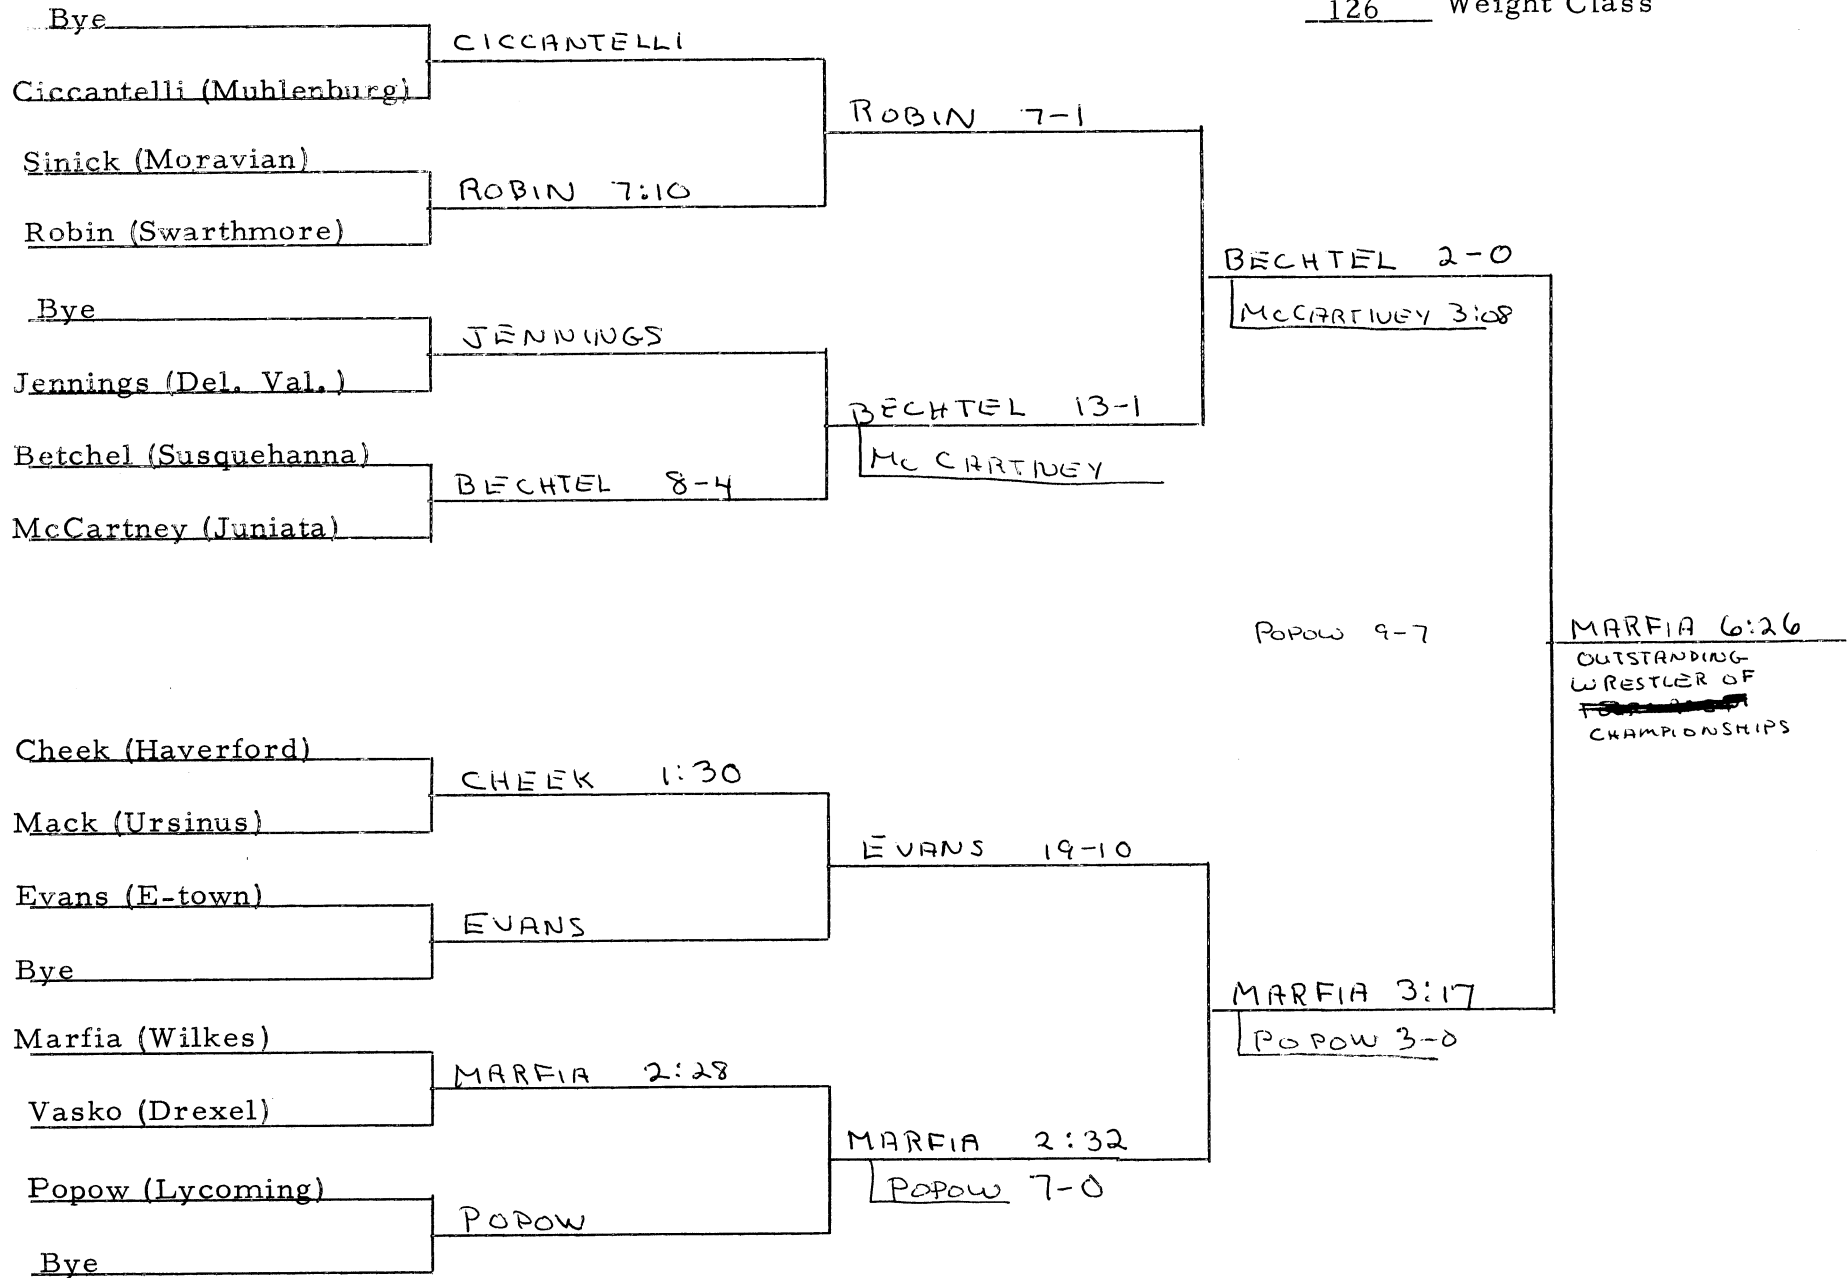 126 Weight Class
Bye
CICCANTELLI
Ciccantelli (Muhlenburg)
ROBIN 7-1
Sinick (Moravian)
ROBIN 7:10
Robin (Swarthmore)
BECHTEL 2-0
McCARTNEY 3:08
Bye
JENNINGS
Jennings (Del. Val.)
BECHTEL 13-1
McCARTNEY
Betchel (Susquehanna)
BECHTEL 8-4
McCartney (Juniata)
POPOW 9-7
MARFIA 6:26
OUTSTANDING
WRESTLER OF
CHAMPIONSHIPS
Cheek (Haverford)
CHEEK 1:30
Mack (Ursinus)
EVANS 19-10
Evans (E-town)
EVANS
Bye
MARFIA 3:17
POPOW 3-0
Marfia (Wilkes)
MARFIA 2:28
Vasko (Drexel)
MARFIA 2:32
POPOW 7-0
Popow (Lycoming)
POPOW
Bye